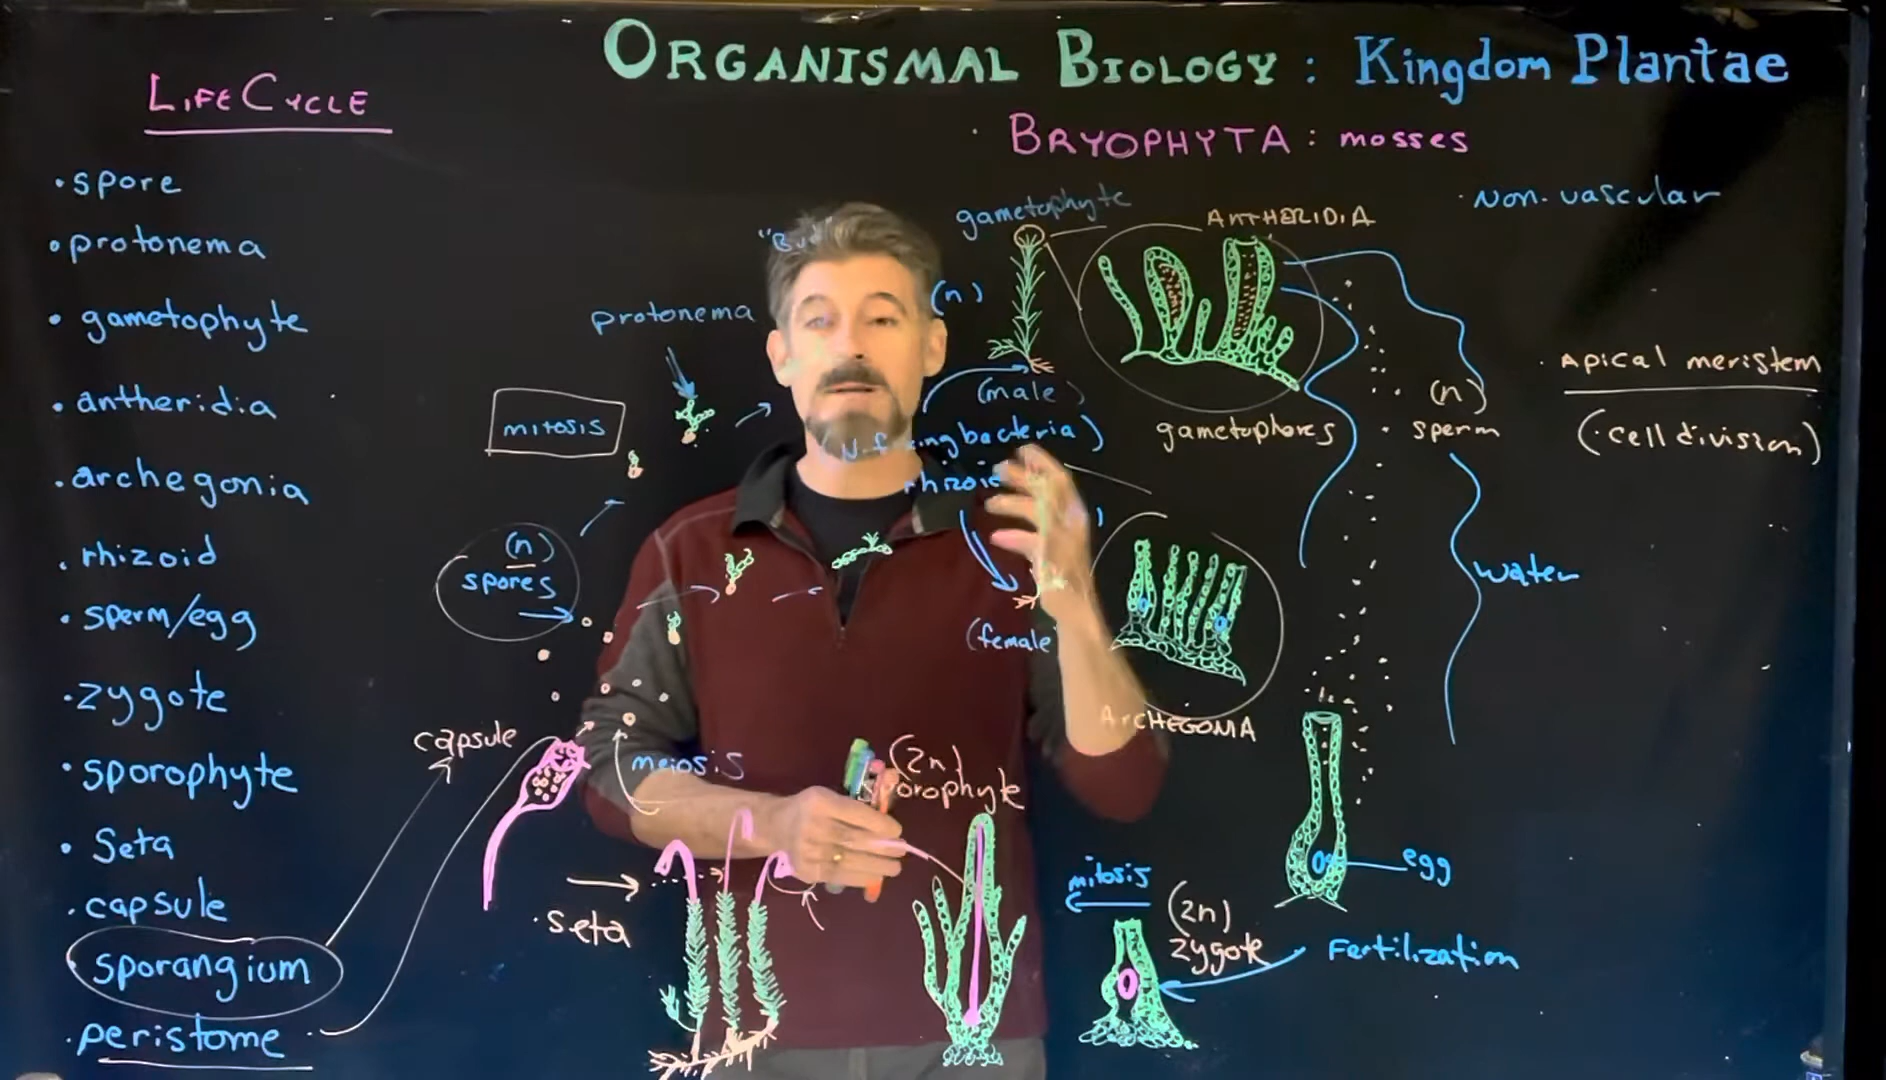 ORGANISMAL BIOLOGY : Kingdom Plantae
LIFE CYCLE
· BRYOPHYTA : mosses
· spore
· protonema
· gametophyte
· antheridia
· archegonia
· rhizoid
· sperm/egg
· zygote
· sporophyte
· Seta
· capsule
· sporangium
· peristome
· Non-vascular
gametophyte
ANTHERIDIA
(n)
protonema
(male)
mitosis
bacteria)
gametophores
(n)
sperm
· Apical meristem
(· cell division)
(n)
spores
(female
ARCHEGONIA
water
capsule
meiosis
(2n)
sporophyte
· seta
mitosis
(2n)
zygote
egg
Fertilization